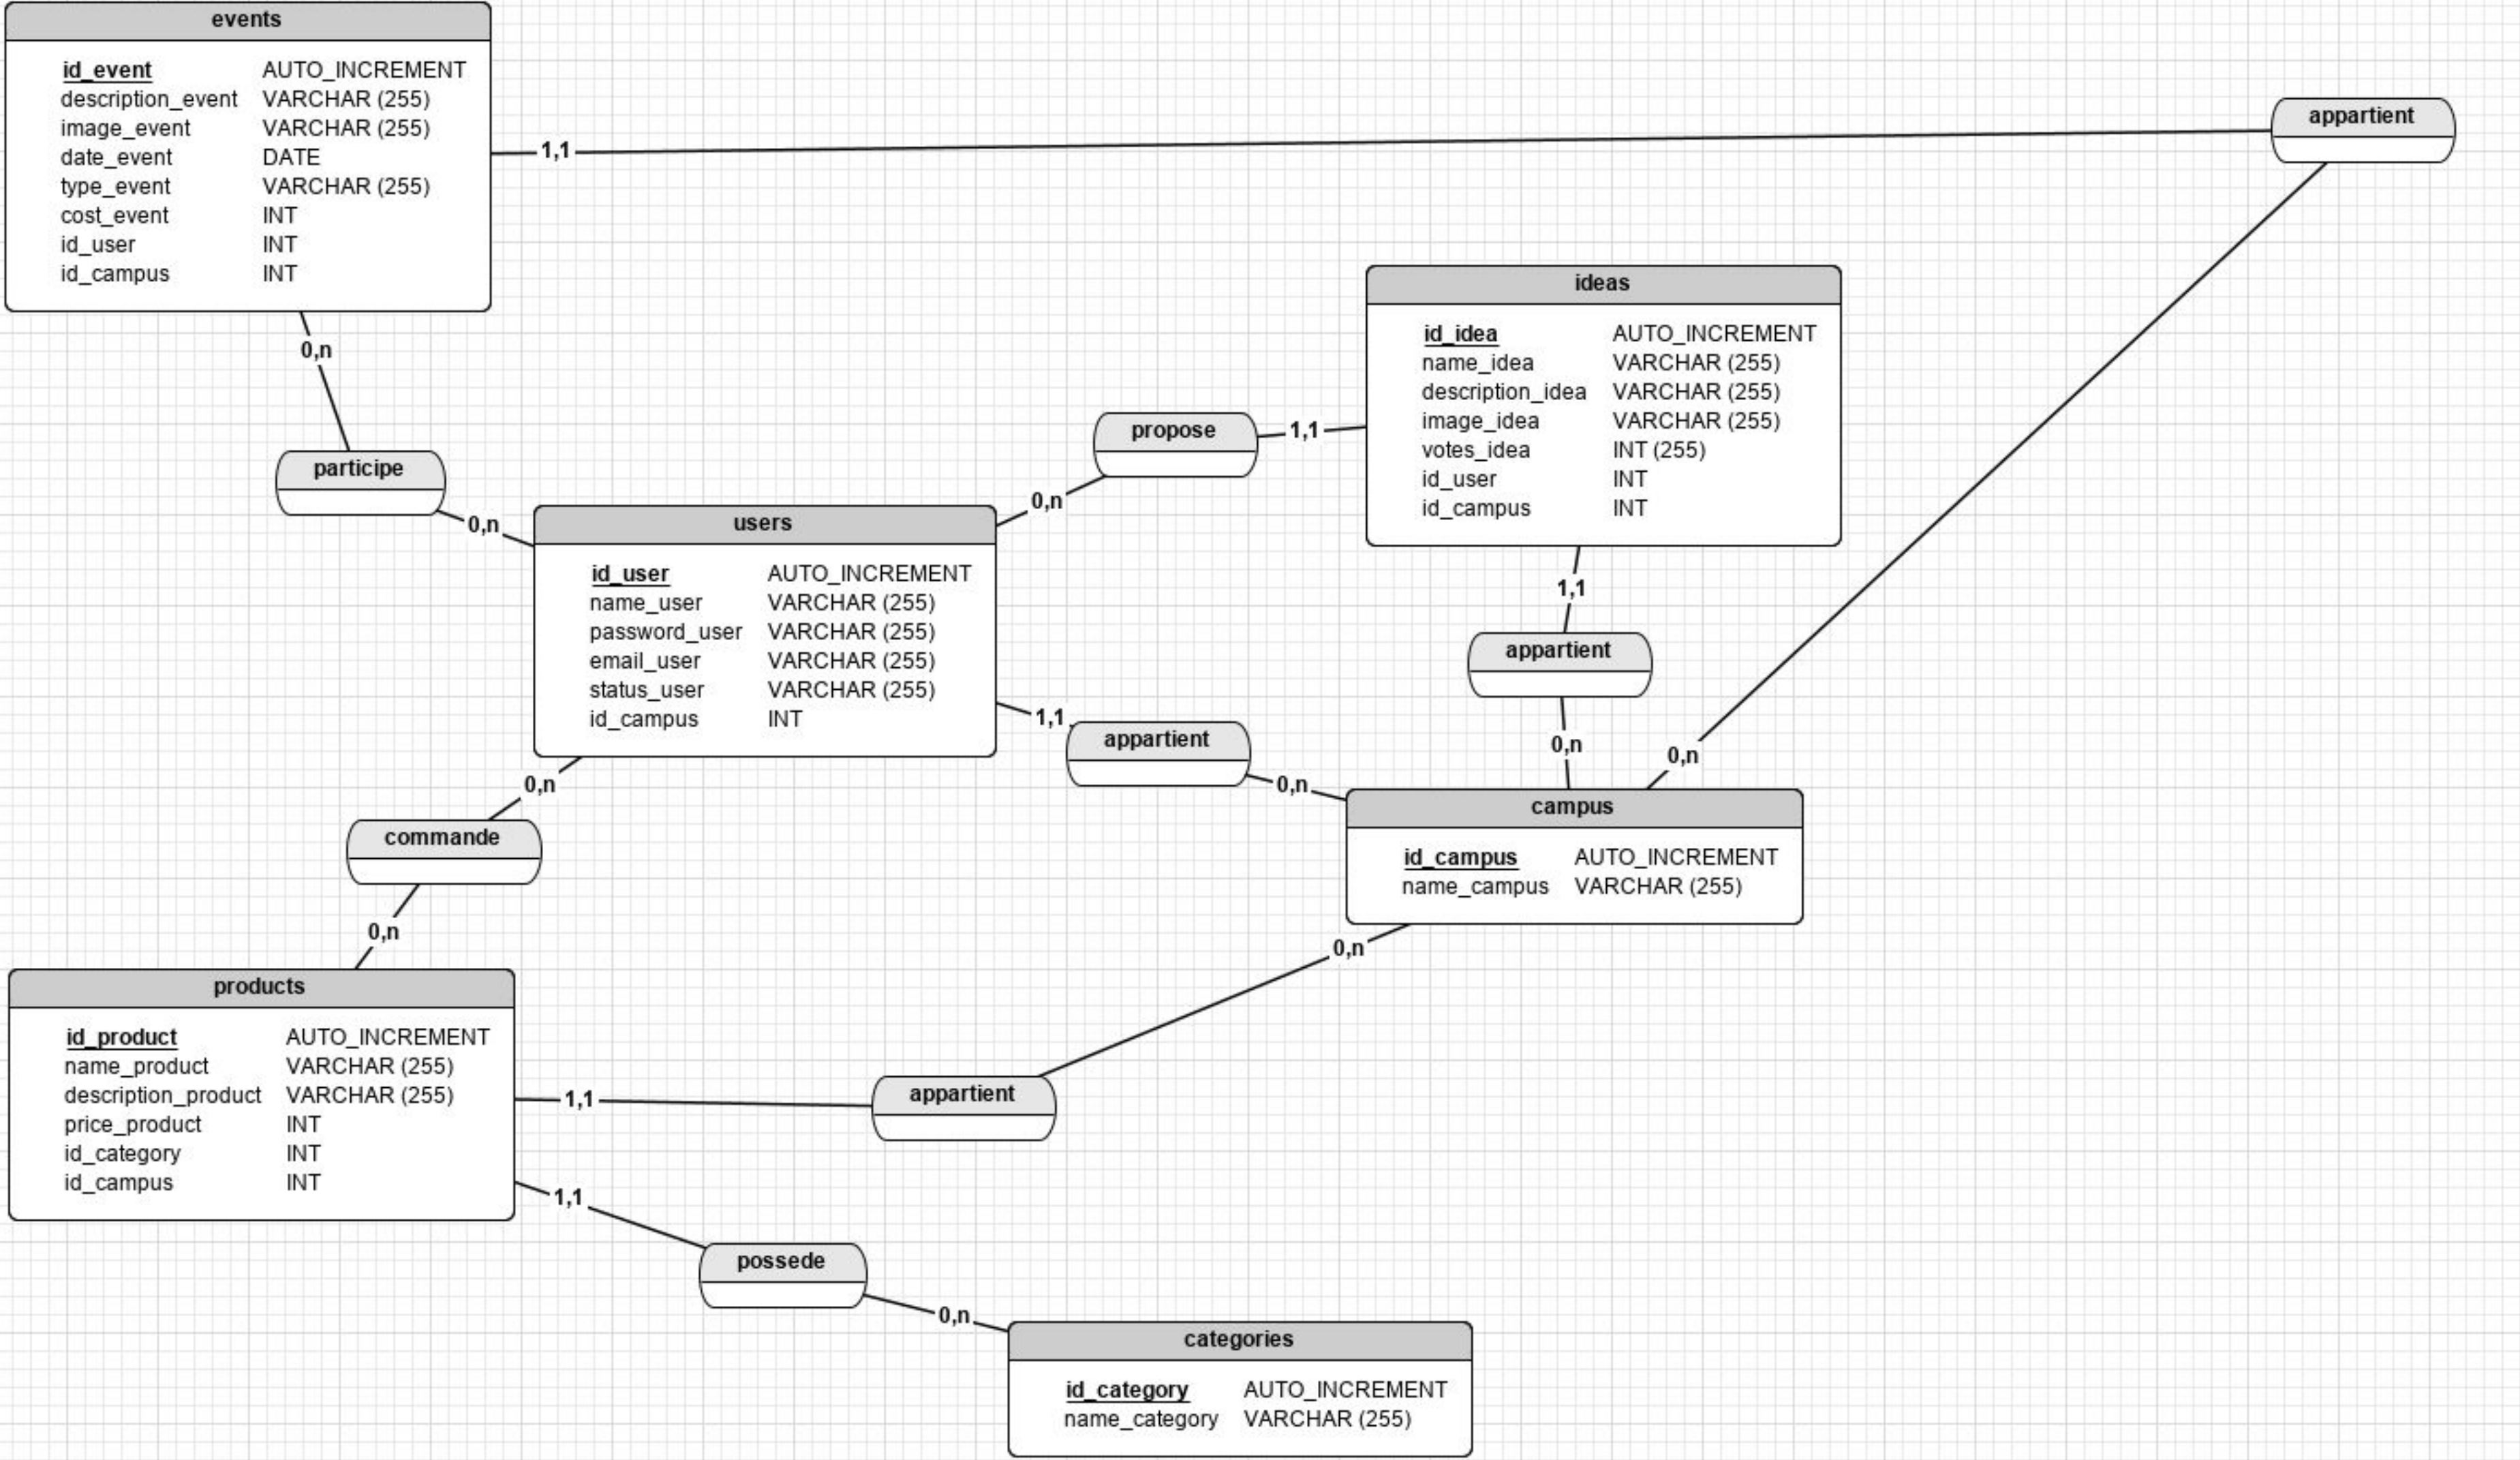 events
id_event AUTO_INCREMENT
description_event VARCHAR (255)
image_event VARCHAR (255)
date_event DATE
type_event VARCHAR (255)
cost_event INT
id_user INT
id_campus INT
1,1
appartient
0,n
participe
0,n
ideas
id_idea AUTO_INCREMENT
name_idea VARCHAR (255)
description_idea VARCHAR (255)
image_idea VARCHAR (255)
votes_idea INT (255)
id_user INT
id_campus INT
propose
1,1
0,n
users
id_user AUTO_INCREMENT
name_user VARCHAR (255)
password_user VARCHAR (255)
email_user VARCHAR (255)
status_user VARCHAR (255)
id_campus INT
1,1
appartient
0,n
1,1
appartient
0,n
0,n
campus
id_campus AUTO_INCREMENT
name_campus VARCHAR (255)
0,n
0,n
commande
0,n
products
id_product AUTO_INCREMENT
name_product VARCHAR (255)
description_product VARCHAR (255)
price_product INT
id_category INT
id_campus INT
1,1
appartient
1,1
possede
0,n
categories
id_category AUTO_INCREMENT
name_category VARCHAR (255)